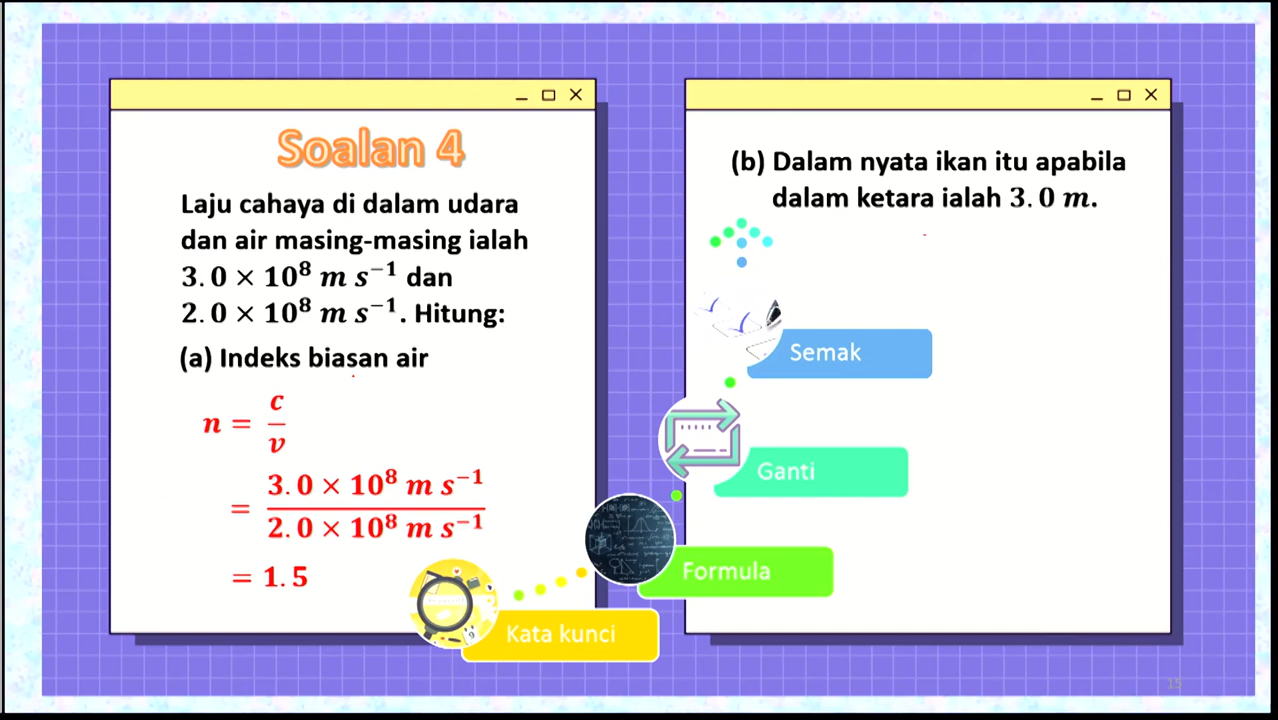 Soalan 4
Laju cahaya di dalam udara
dan air masing-masing ialah
3.0 × 10⁸ m s⁻¹ dan
2.0 × 10⁸ m s⁻¹. Hitung:
(a) Indeks biasan air
n = c/v
= 3.0 × 10⁸ m s⁻¹ / 2.0 × 10⁸ m s⁻¹
= 1.5
(b) Dalam nyata ikan itu apabila
dalam ketara ialah 3.0 m.
Semak
Ganti
Formula
Kata kunci
15